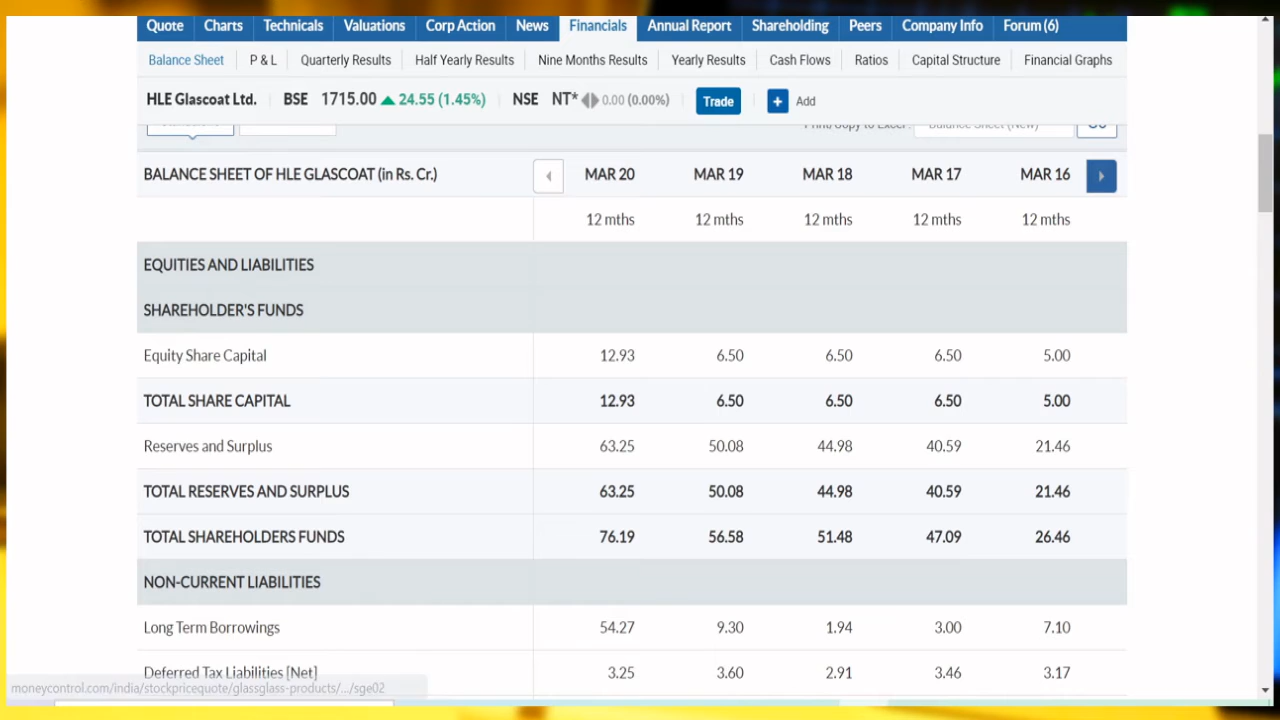 Quote Charts Technicals Valuations Corp Action News Financials Annual Report Shareholding Peers Company Info Forum (6)
Balance Sheet P & L Quarterly Results Half Yearly Results Nine Months Results Yearly Results Cash Flows Ratios Capital Structure Financial Graphs
HLE Glascoat Ltd. BSE 1715.00 24.55 (1.45%) NSE NT* 0.00 (0.00%) Trade + Add
Print/Copy to Excel : Balance Sheet (New)
BALANCE SHEET OF HLE GLASCOAT (in Rs. Cr.) MAR 20 MAR 19 MAR 18 MAR 17 MAR 16
12 mths 12 mths 12 mths 12 mths 12 mths
EQUITIES AND LIABILITIES
SHAREHOLDER'S FUNDS
Equity Share Capital 12.93 6.50 6.50 6.50 5.00
TOTAL SHARE CAPITAL 12.93 6.50 6.50 6.50 5.00
Reserves and Surplus 63.25 50.08 44.98 40.59 21.46
TOTAL RESERVES AND SURPLUS 63.25 50.08 44.98 40.59 21.46
TOTAL SHAREHOLDERS FUNDS 76.19 56.58 51.48 47.09 26.46
NON-CURRENT LIABILITIES
Long Term Borrowings 54.27 9.30 1.94 3.00 7.10
Deferred Tax Liabilities [Net] 3.25 3.60 2.91 3.46 3.17
moneycontrol.com/india/stockpricequote/glassglass-products/.../sge02